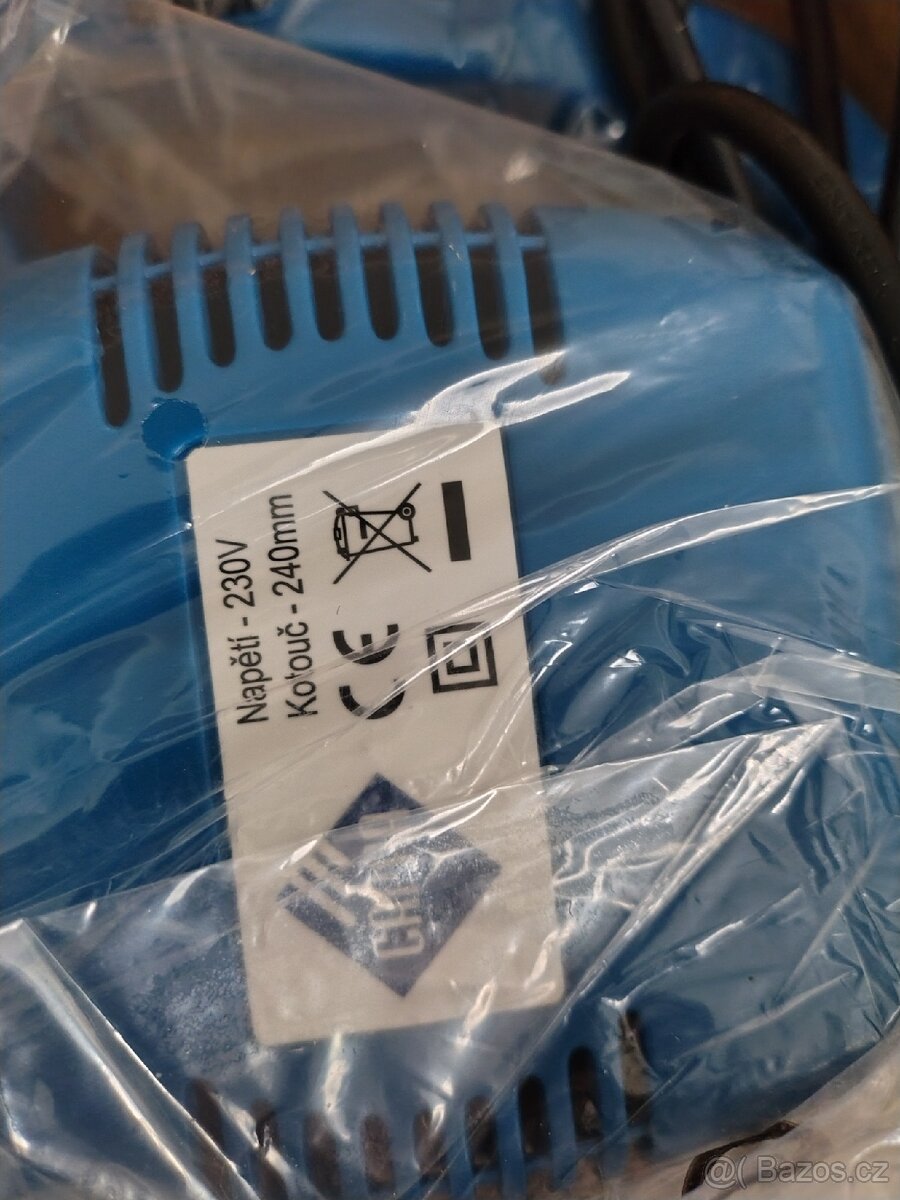 Napětí - 230V
Kotouč - 240mm
CE
@( Bazos.cz